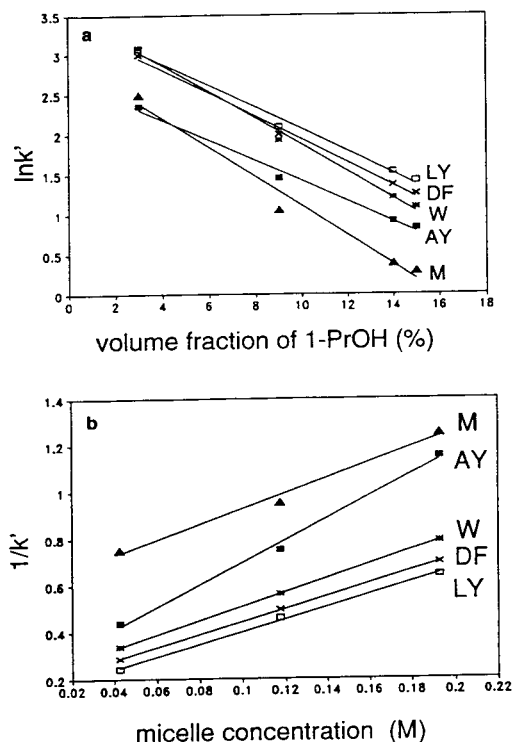 a
3.5
3
2.5
2
1.5
1
0.5
0
lnk'
LY
DF
W
AY
M
0 2 4 6 8 10 12 14 16 18
volume fraction of 1-PrOH (%)
b
1.4
1.2
1
0.8
0.6
0.4
0.2
1/k'
M
AY
W
DF
LY
0.02 0.04 0.06 0.08 0.1 0.12 0.14 0.16 0.18 0.2 0.22
micelle concentration (M)